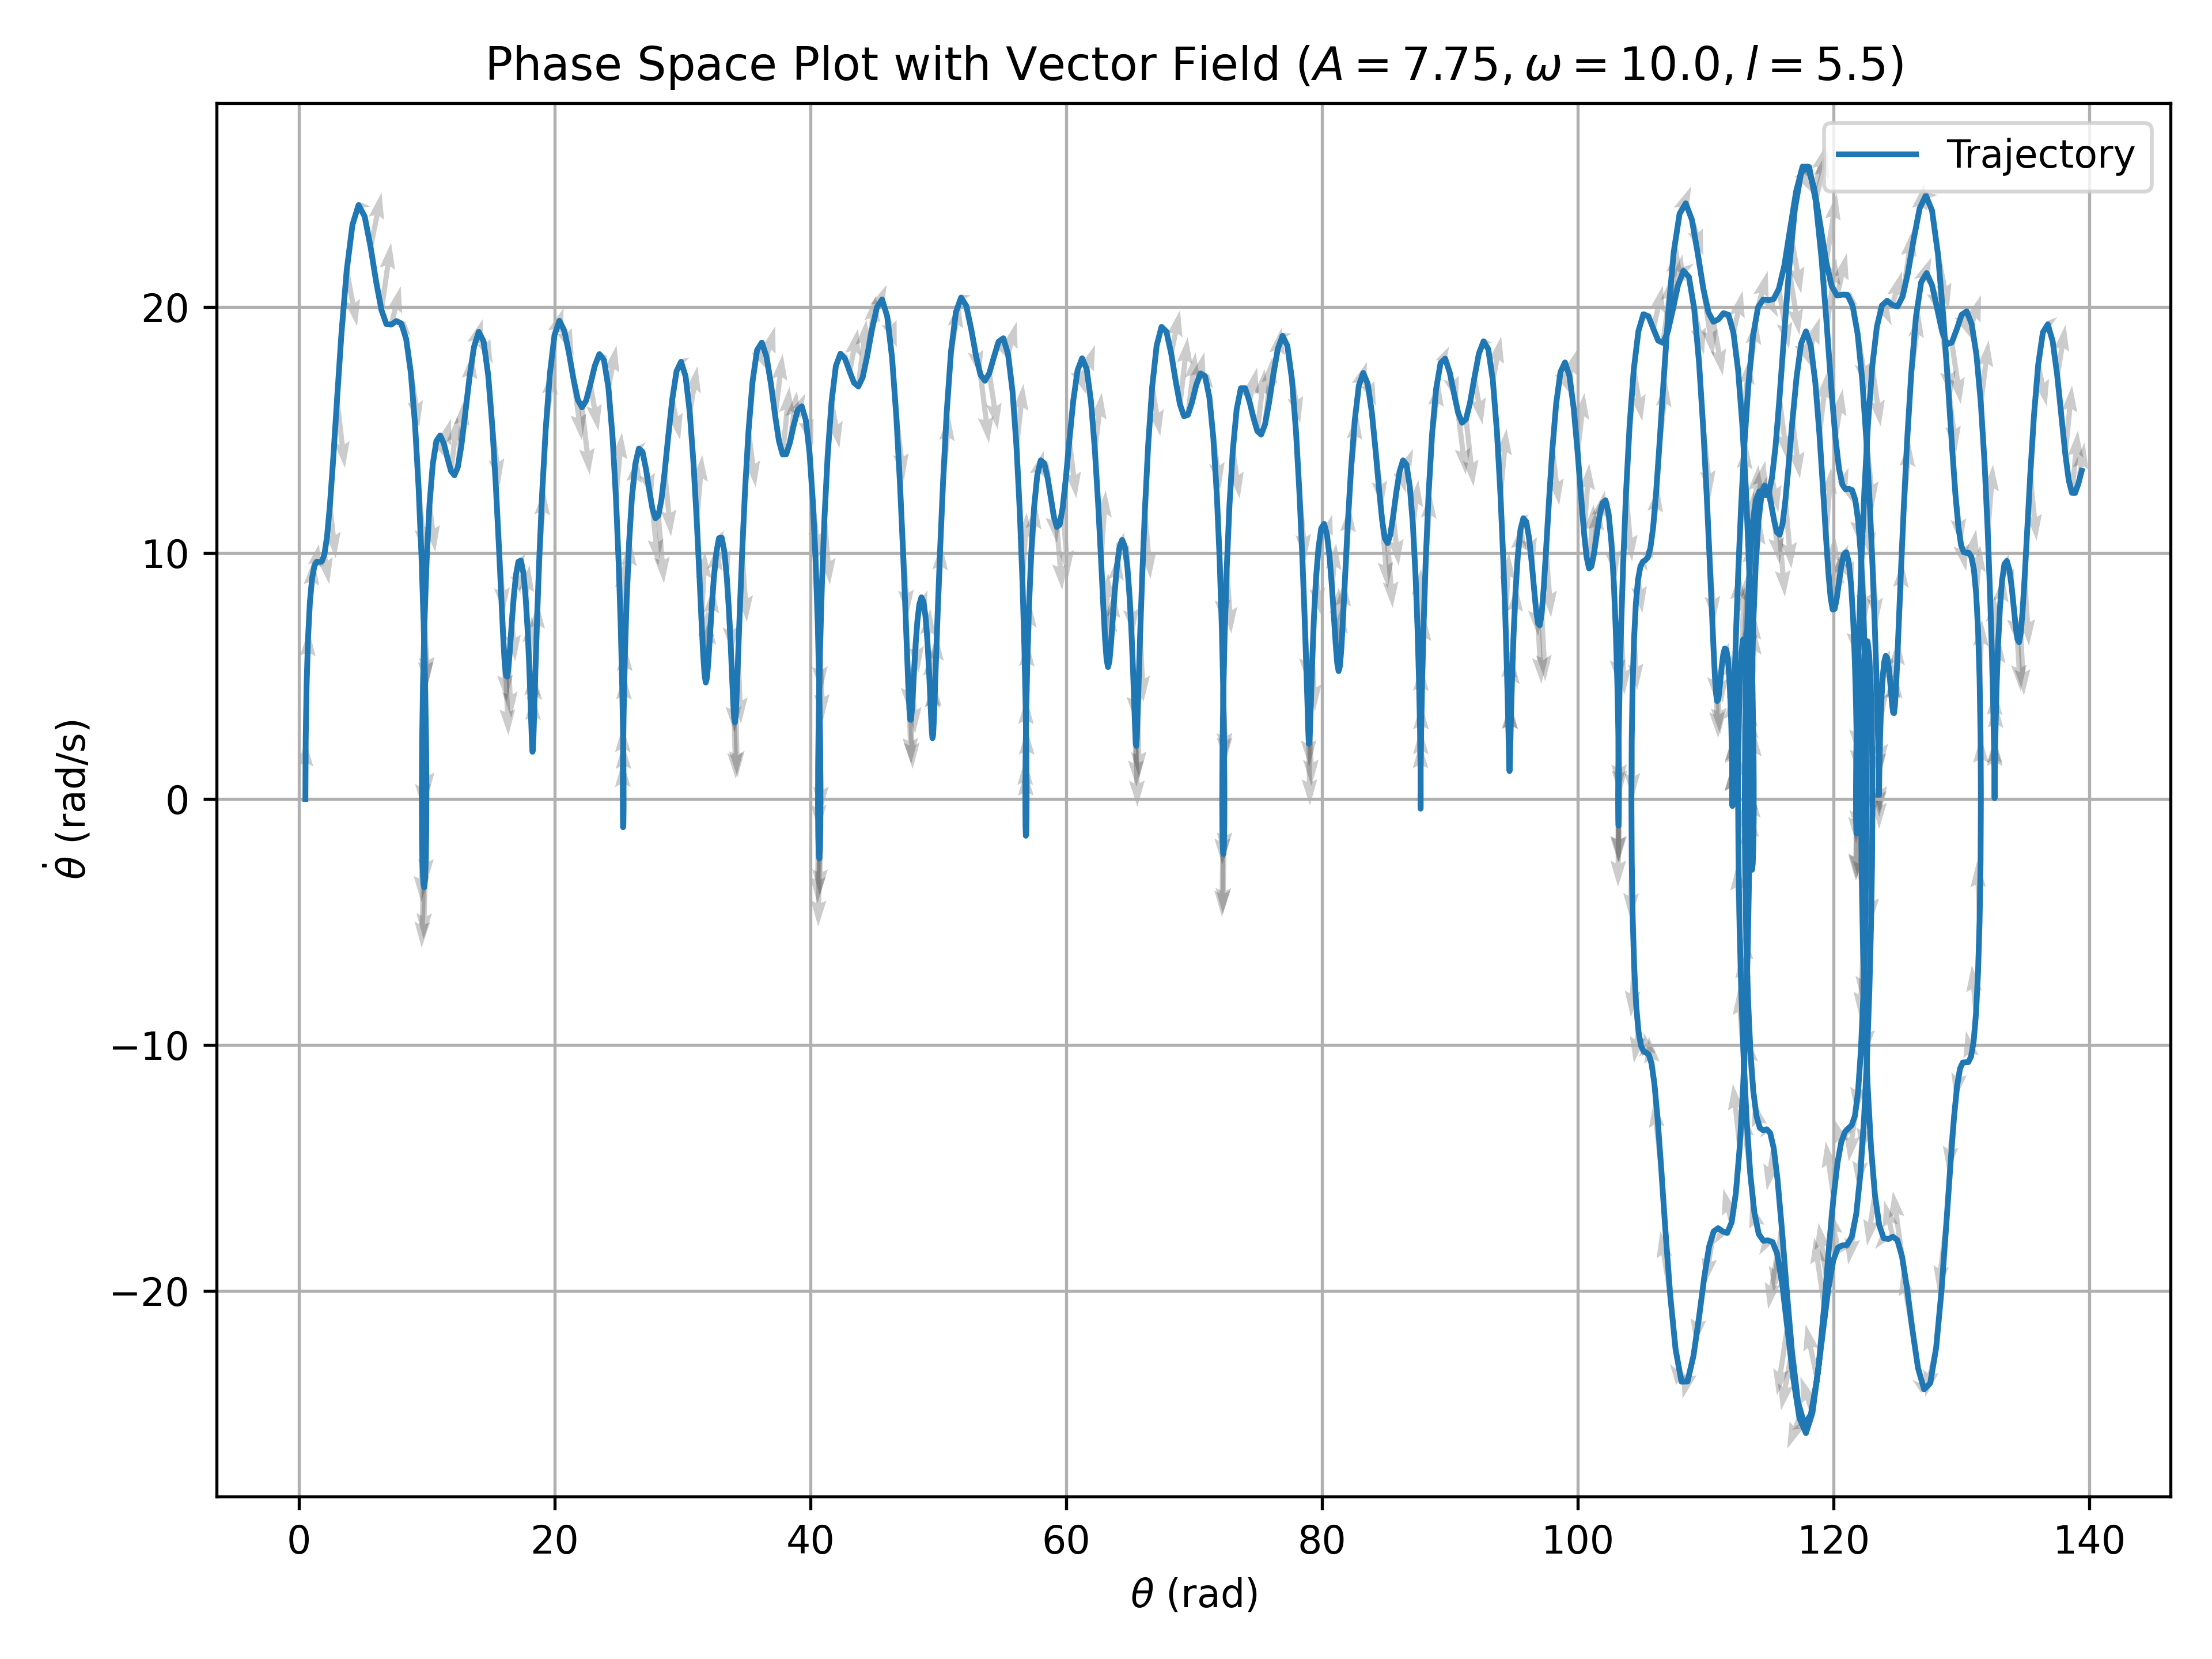 Phase Space Plot with Vector Field (A = 7.75, ω = 10.0, l = 5.5)
Trajectory
20
10
0
−10
−20
θ̇ (rad/s)
0 20 40 60 80 100 120 140
θ (rad)